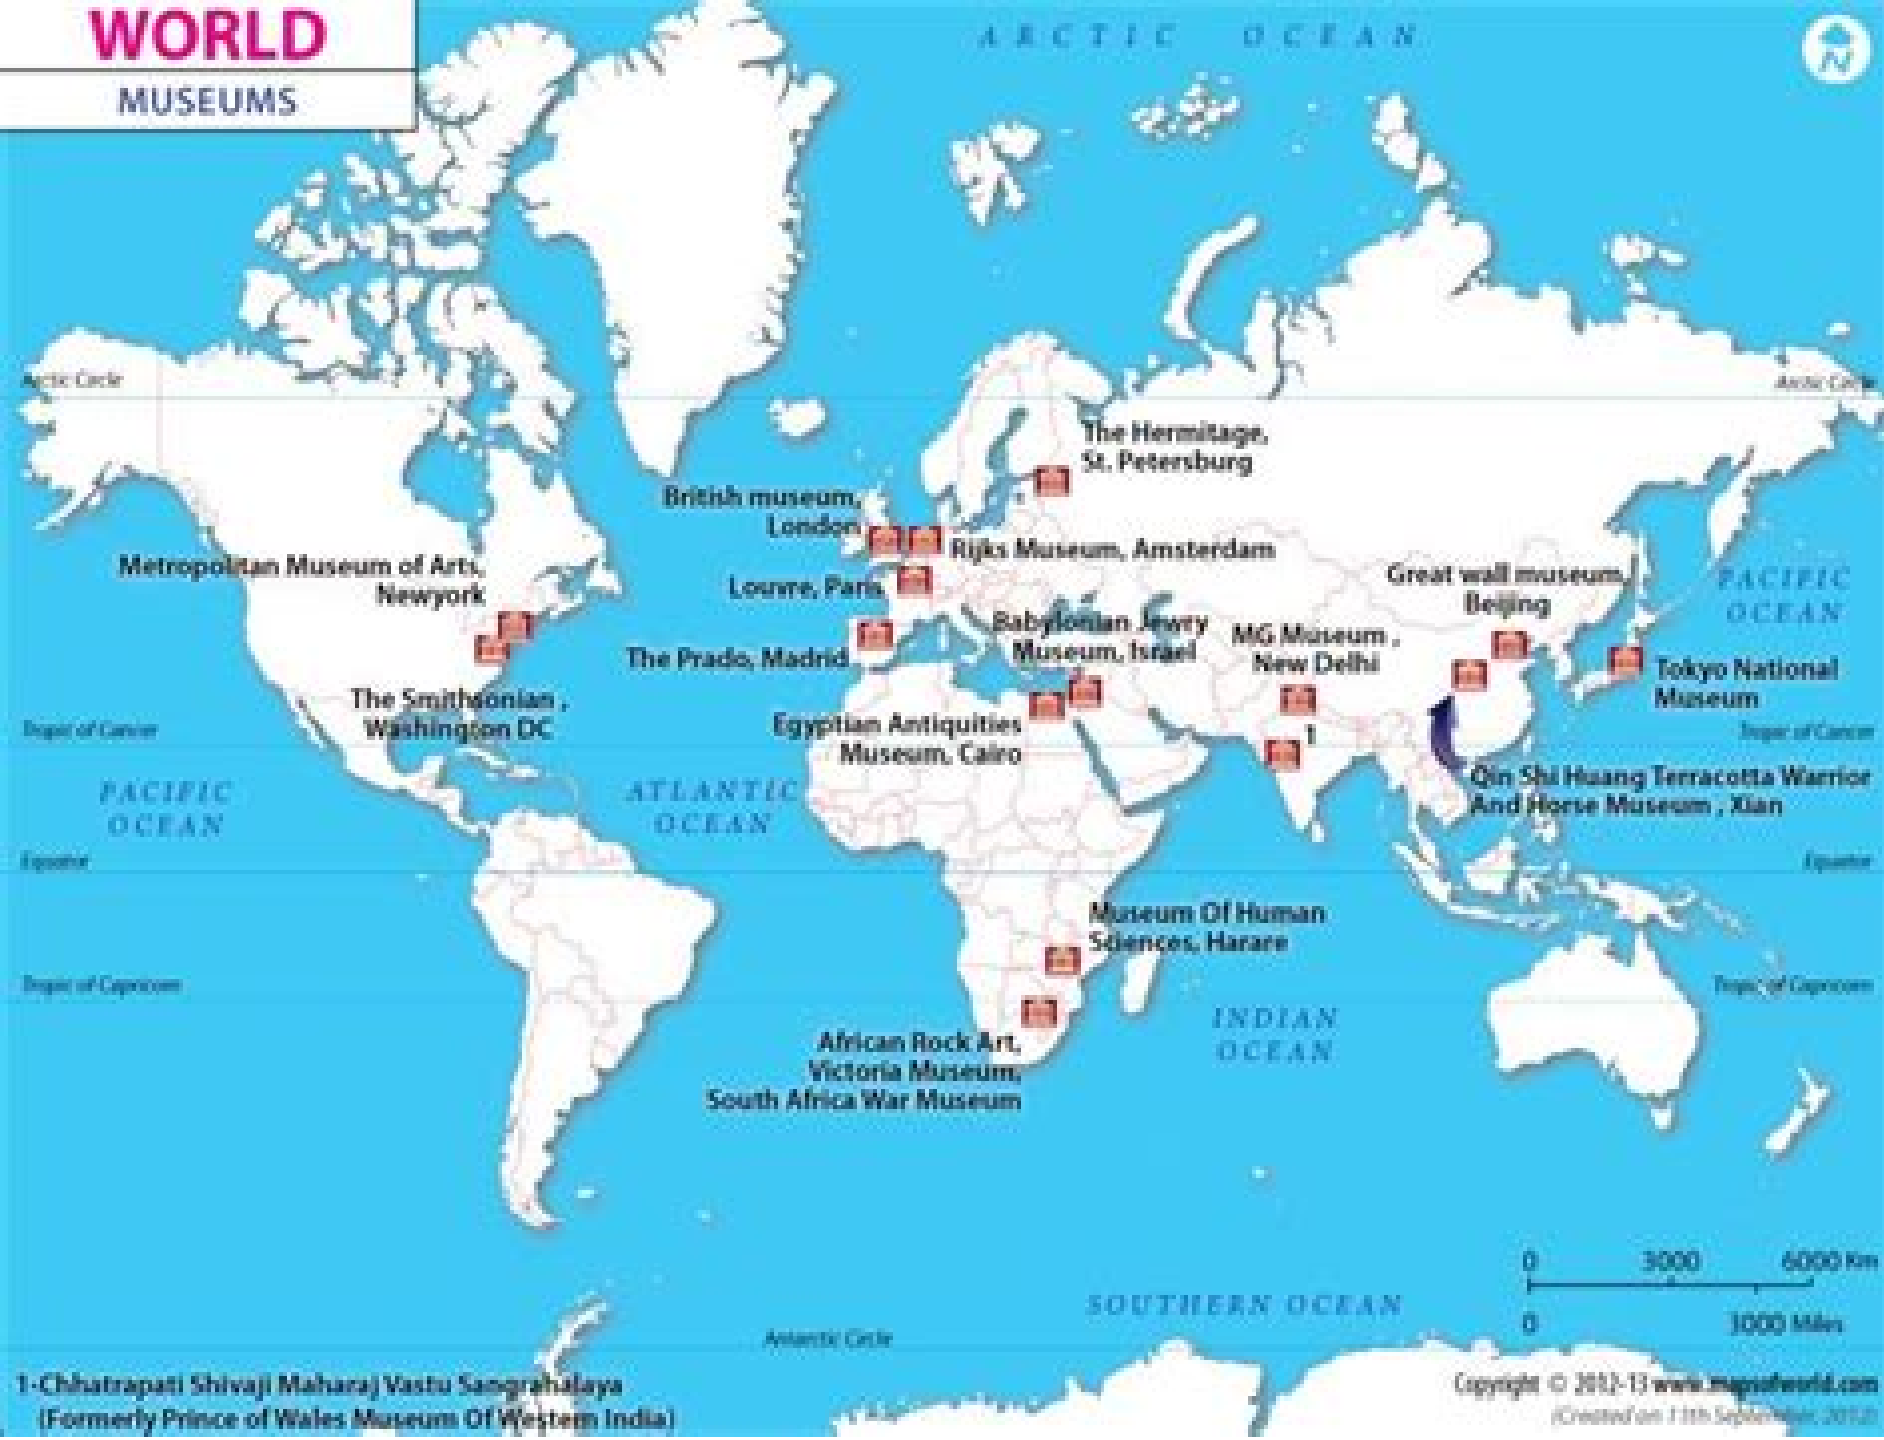 WORLD
MUSEUMS
ARCTIC OCEAN
N
Arctic Circle
Arctic Circle
The Hermitage,
St. Petersburg
British museum,
London
Rijks Museum, Amsterdam
Metropolitan Museum of Arts,
Newyork
Louvre, Paris
Great wall museum,
Beijing
PACIFIC
OCEAN
Babylonian Jewry
Museum, Israel
MG Museum ,
New Delhi
The Prado, Madrid
Tokyo National
Museum
The Smithsonian ,
Washington DC
Egyptian Antiquities
Museum, Cairo
1
Tropic of Cancer
Tropic of Cancer
Qin Shi Huang Terracotta Warrior
And Horse Museum , Xian
PACIFIC
OCEAN
ATLANTIC
OCEAN
Equator
Equator
Museum Of Human
Sciences, Harare
Tropic of Capricorn
Tropic of Capricorn
INDIAN
OCEAN
African Rock Art,
Victoria Museum,
South Africa War Museum
0 3000 6000 Km
0 3000 Miles
SOUTHERN OCEAN
Antarctic Circle
1-Chhatrapati Shivaji Maharaj Vastu Sangrahalaya
(Formerly Prince of Wales Museum Of Western India)
Copyright © 2012-13 www.mapsofworld.com
(Created on 11th September, 2012)